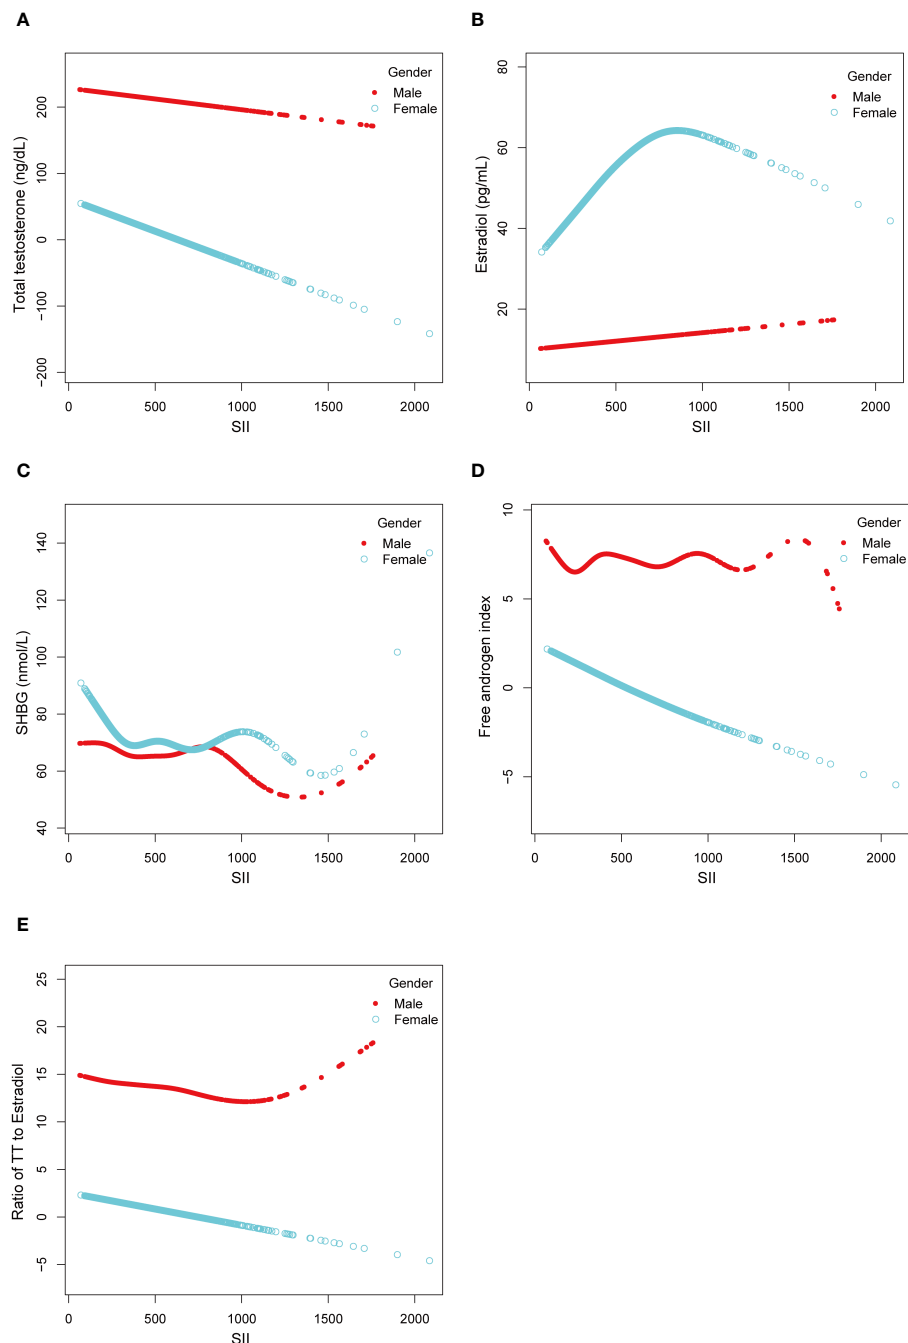 A
Gender
Male
Female
Total testosterone (ng/dL)
200
100
0
−100
−200
0 500 1000 1500 2000
SII
B
Gender
Male
Female
Estradiol (pg/mL)
80
60
40
20
0 500 1000 1500 2000
SII
C
Gender
Male
Female
SHBG (nmol/L)
140
120
100
80
60
40
0 500 1000 1500 2000
SII
D
Gender
Male
Female
Free androgen index
10
5
0
−5
0 500 1000 1500 2000
SII
E
Gender
Male
Female
Ratio of TT to Estradiol
25
20
15
10
5
0
−5
0 500 1000 1500 2000
SII